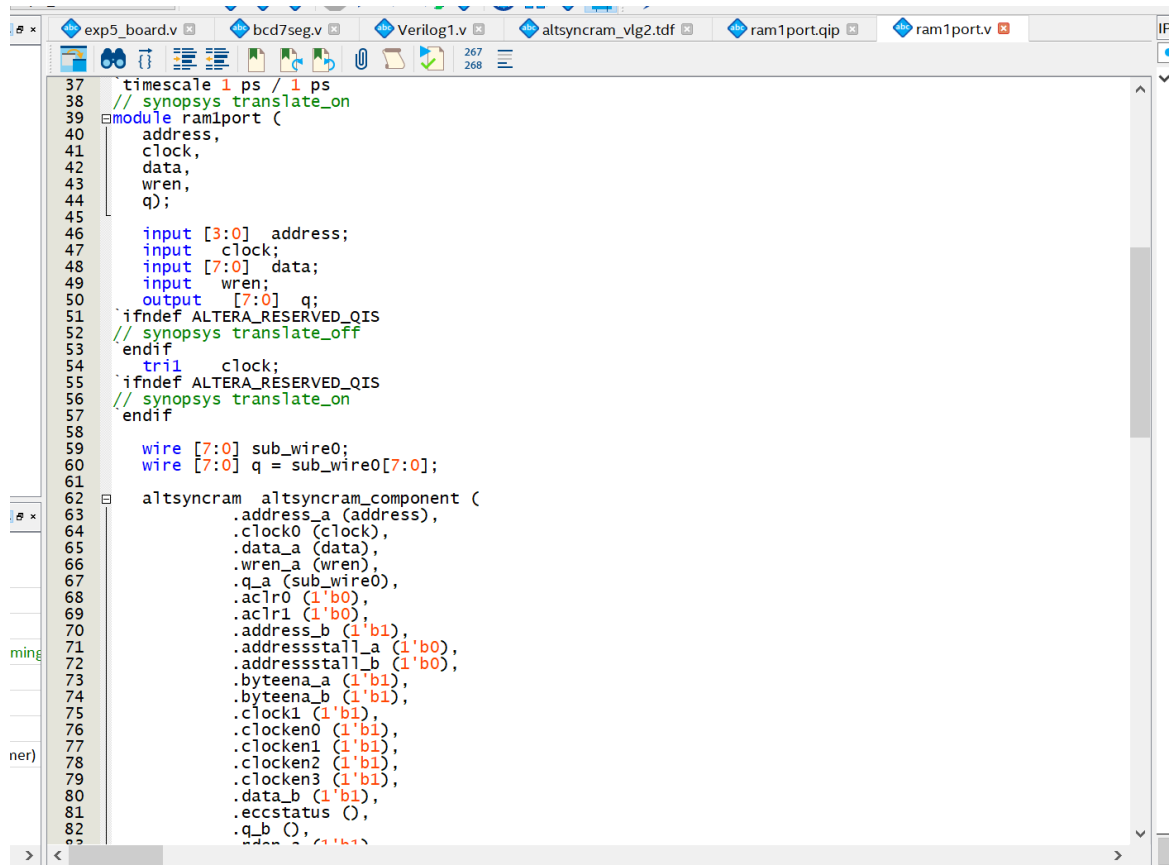 exp5_board.v bcd7seg.v Verilog1.v altsyncram_vlg2.tdf ram1port.qip ram1port.v IP
267
268
37 `timescale 1 ps / 1 ps
38 // synopsys translate_on
39 module ram1port (
40 address,
41 clock,
42 data,
43 wren,
44 q);
45
46 input [3:0] address;
47 input clock;
48 input [7:0] data;
49 input wren;
50 output [7:0] q;
51 `ifndef ALTERA_RESERVED_QIS
52 // synopsys translate_off
53 `endif
54 tri1 clock;
55 `ifndef ALTERA_RESERVED_QIS
56 // synopsys translate_on
57 `endif
58
59 wire [7:0] sub_wire0;
60 wire [7:0] q = sub_wire0[7:0];
61
62 altsyncram altsyncram_component (
63 .address_a (address),
64 .clock0 (clock),
65 .data_a (data),
66 .wren_a (wren),
67 .q_a (sub_wire0),
68 .aclr0 (1'b0),
69 .aclr1 (1'b0),
70 .address_b (1'b1),
71 .addressstall_a (1'b0),
72 .addressstall_b (1'b0),
73 .byteena_a (1'b1),
74 .byteena_b (1'b1),
75 .clock1 (1'b1),
76 .clocken0 (1'b1),
77 .clocken1 (1'b1),
78 .clocken2 (1'b1),
79 .clocken3 (1'b1),
80 .data_b (1'b1),
81 .eccstatus (),
82 .q_b (),
83 .rden_a (1'b1)
ming
ner)